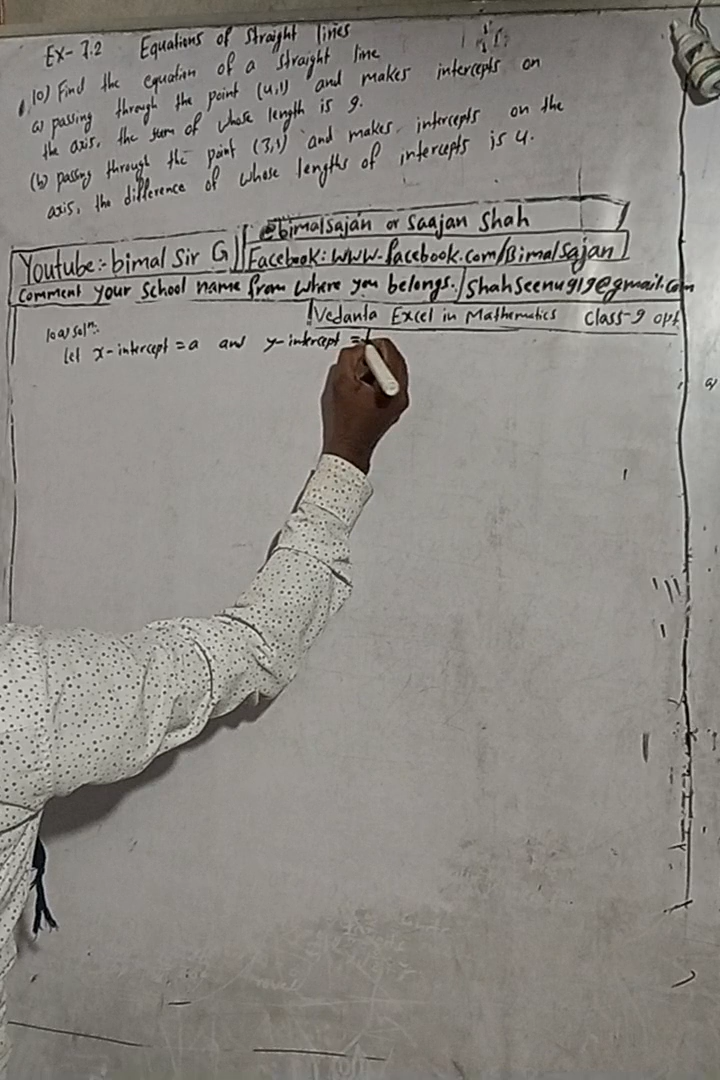 Ex- 7.2 Equations of Straight lines
10) Find the equation of a straight line
a) passing through the point (4,1) and makes intercepts on
the axis, the sum of whose length is 9.
(b) passing through the point (3,1) and makes intercepts on the
axis, the difference of whose lengths of intercepts is 4.
@bimalsajan or Saajan Shah
Youtube:- bimal Sir G
Facebook: www.facebook.com/Bimalsajan
Comment your School name from where you belongs. / Shahseenu919@gmail.com
Vedanta Excel in Mathematics Class-9 opt
10 a) Solⁿ:
Let x-intercept = a and y-intercept =